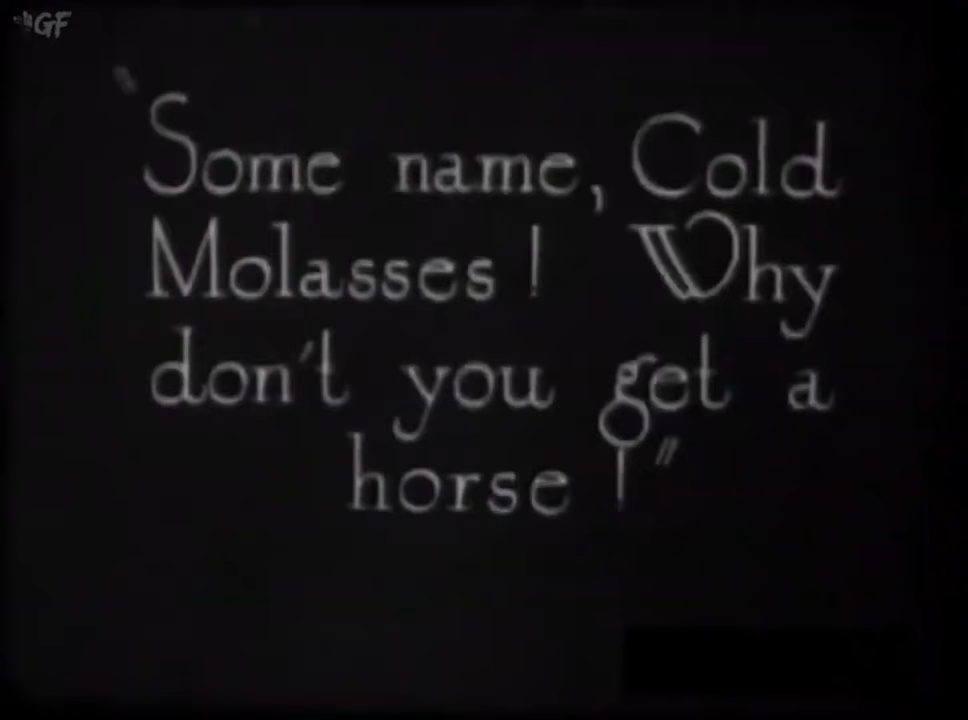 GF
"Some name, Cold
Molasses! Why
don't you get a
horse!"